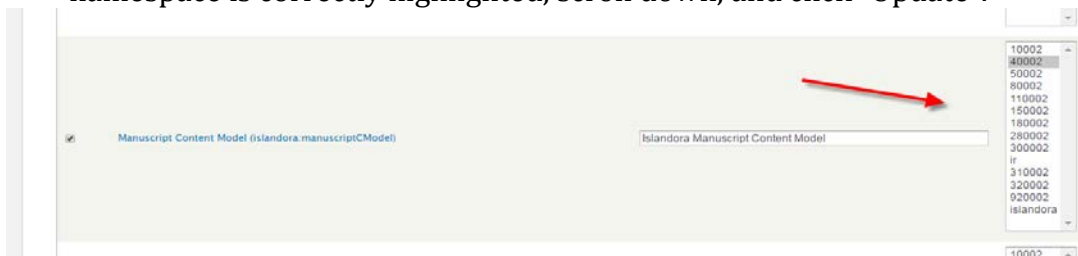 namespace is correctly highlighted, scroll down, and click “Update”.
10002
40002
50002
80002
110002
150002
180002
Manuscript Content Model (islandora:manuscriptCModel)
Islandora Manuscript Content Model
280002
300002
ir
310002
320002
920002
islandora
10002